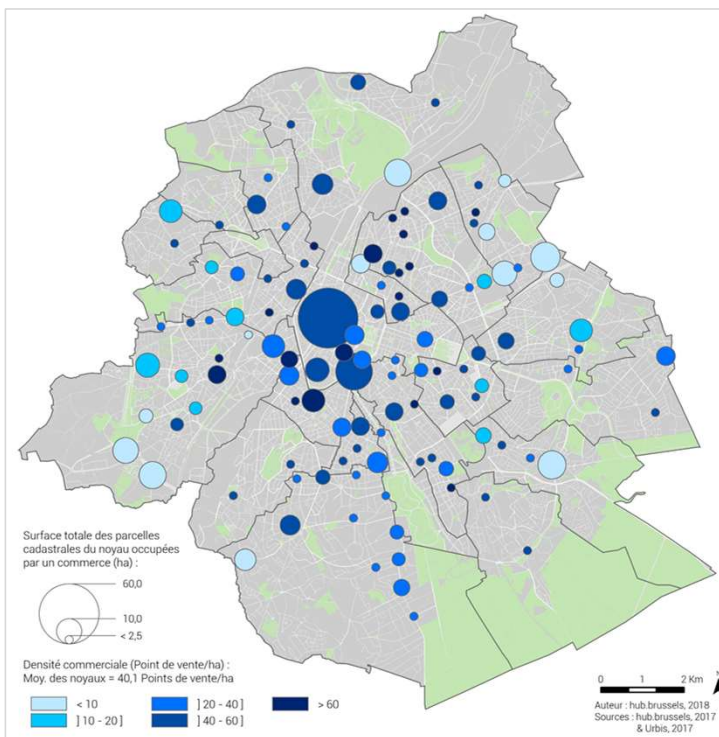 Surface totale des parcelles
cadastrales du noyau occupées
par un commerce (ha) :
60,0
10,0
< 2,5
Densité commerciale (Point de vente/ha) :
Moy. des noyaux = 40,1 Points de vente/ha
< 10
] 20 - 40 ]
> 60
] 10 - 20 ]
] 40 - 60 ]
0 1 2 Km
Auteur : hub.brussels, 2018
Sources : hub.brussels, 2017
& Urbis, 2017